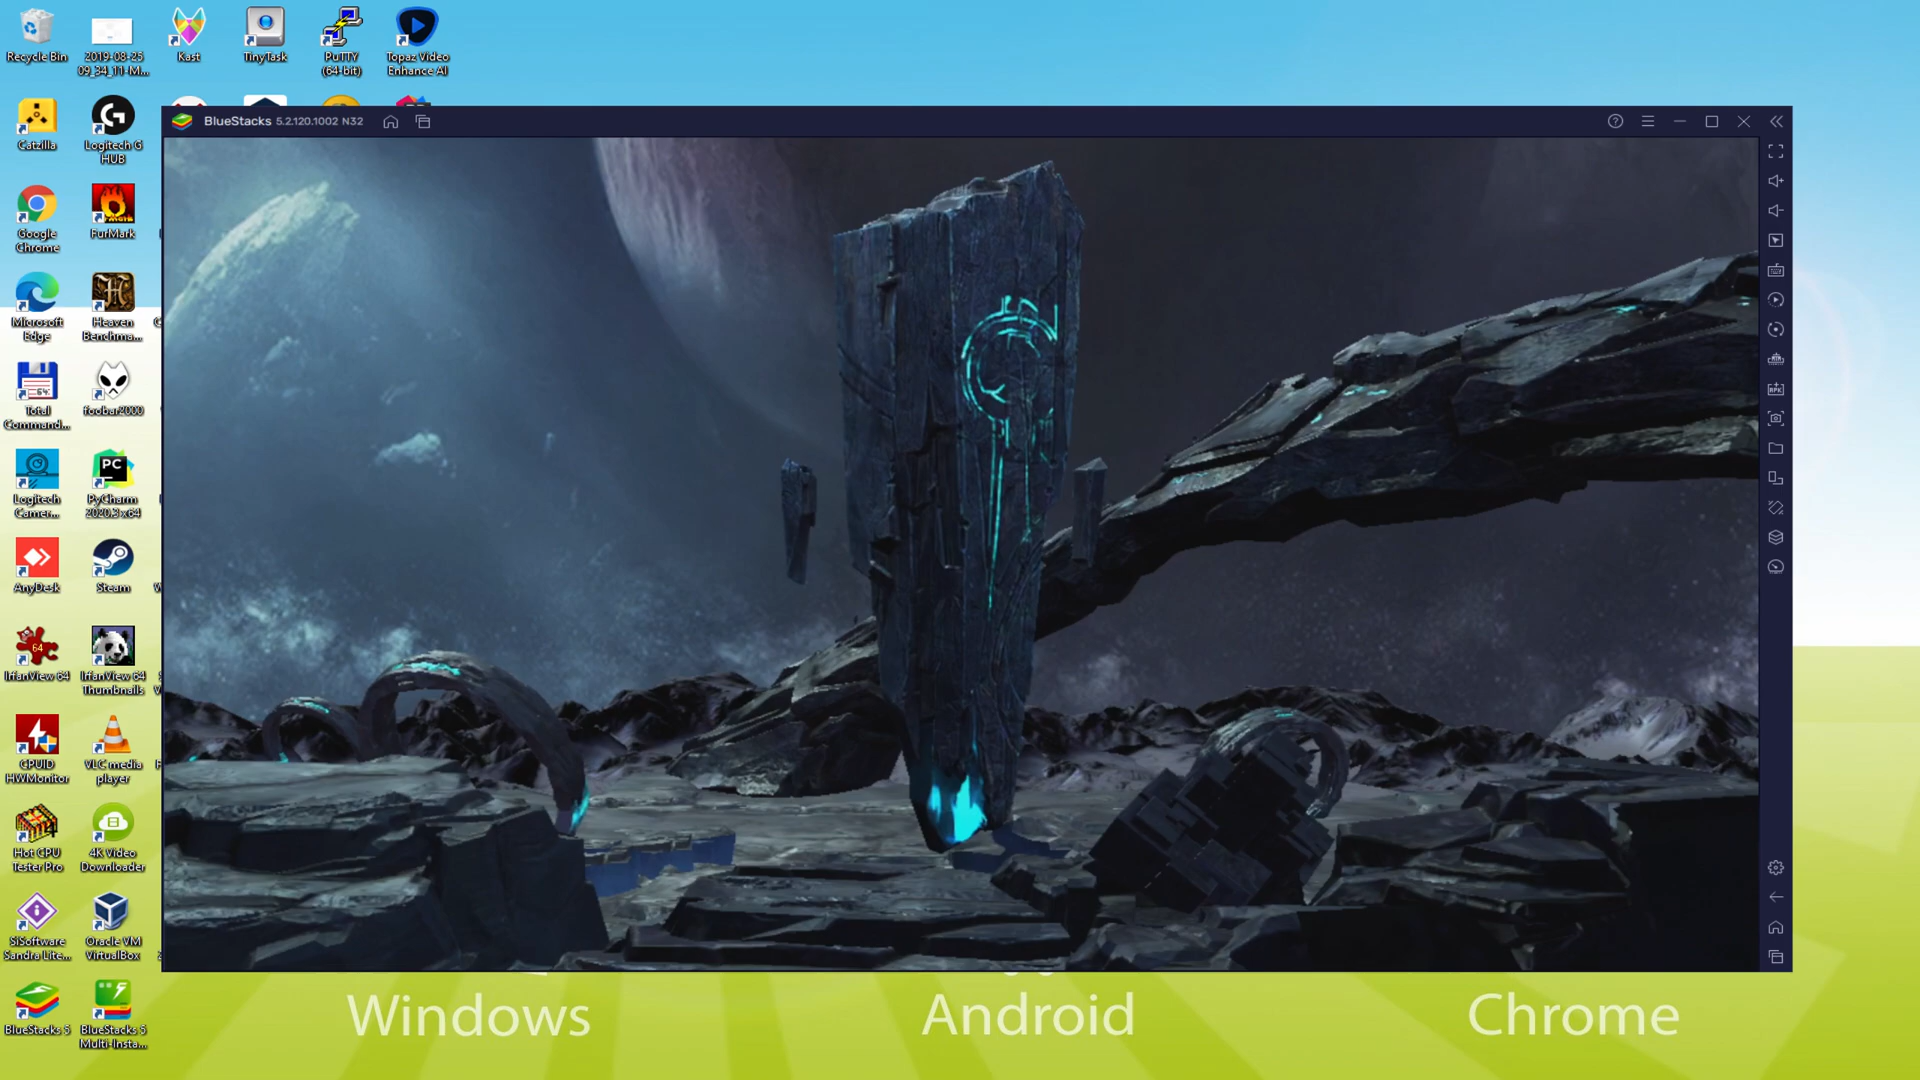 Recycle Bin
2019-08-25
09_34_11-M...
Kast
TinyTask
PuTTY
(64-bit)
Topaz Video
Enhance AI
BlueStacks 5.2.120.1002 N32
Catzilla
Logitech G
HUB
Google
Chrome
FurMark
Microsoft
Edge
Heaven
Benchma...
64
Total
Command...
foobar2000
Logitech
Camer...
PC
PyCharm
2020.3 x64
AnyDesk
Steam
64
IrfanView 64
IrfanView 64
Thumbnails
CPUID
HWMonitor
VLC media
player
Hot CPU
Tester Pro
4K Video
Downloader
SiSoftware
Sandra Lite...
Oracle VM
VirtualBox
BlueStacks 5
BlueStacks 5
Multi-Insta...
Windows
Android
Chrome